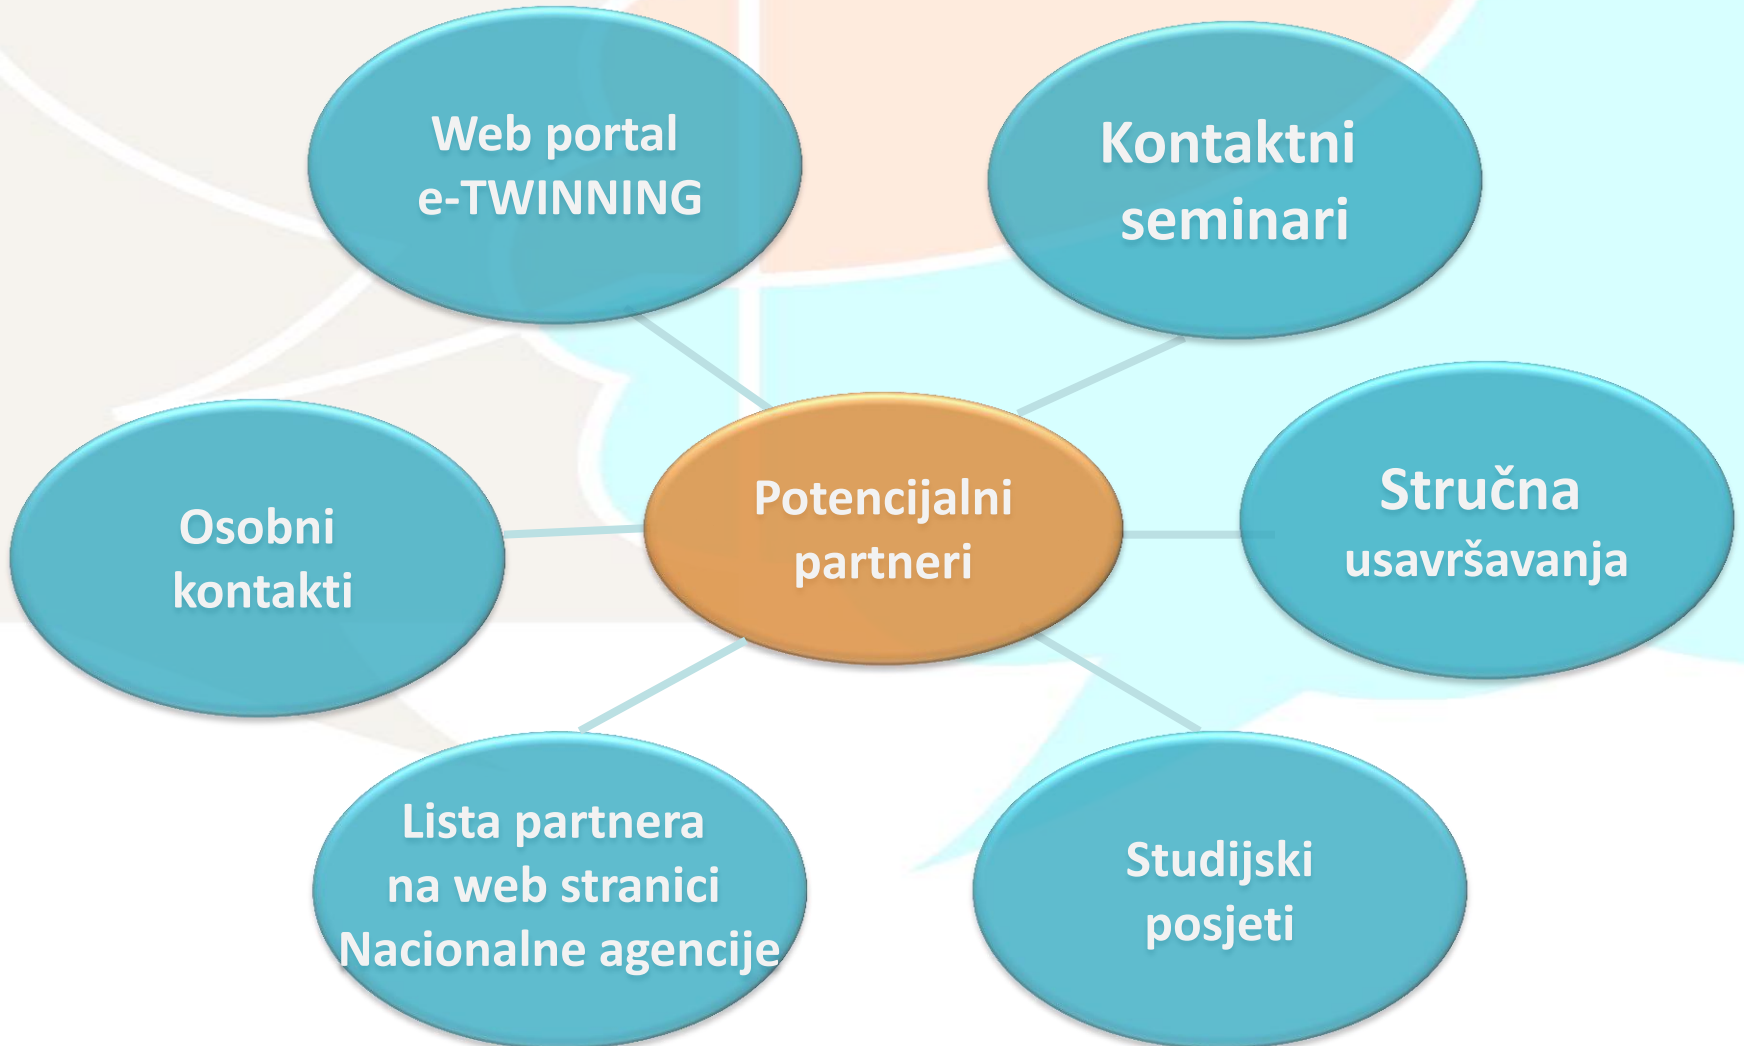 Web portal
e-TWINNING
Kontaktni
seminari
Osobni
kontakti
Potencijalni
partneri
Stručna
usavršavanja
Lista partnera
na web stranici
Nacionalne agencije
Studijski
posjeti